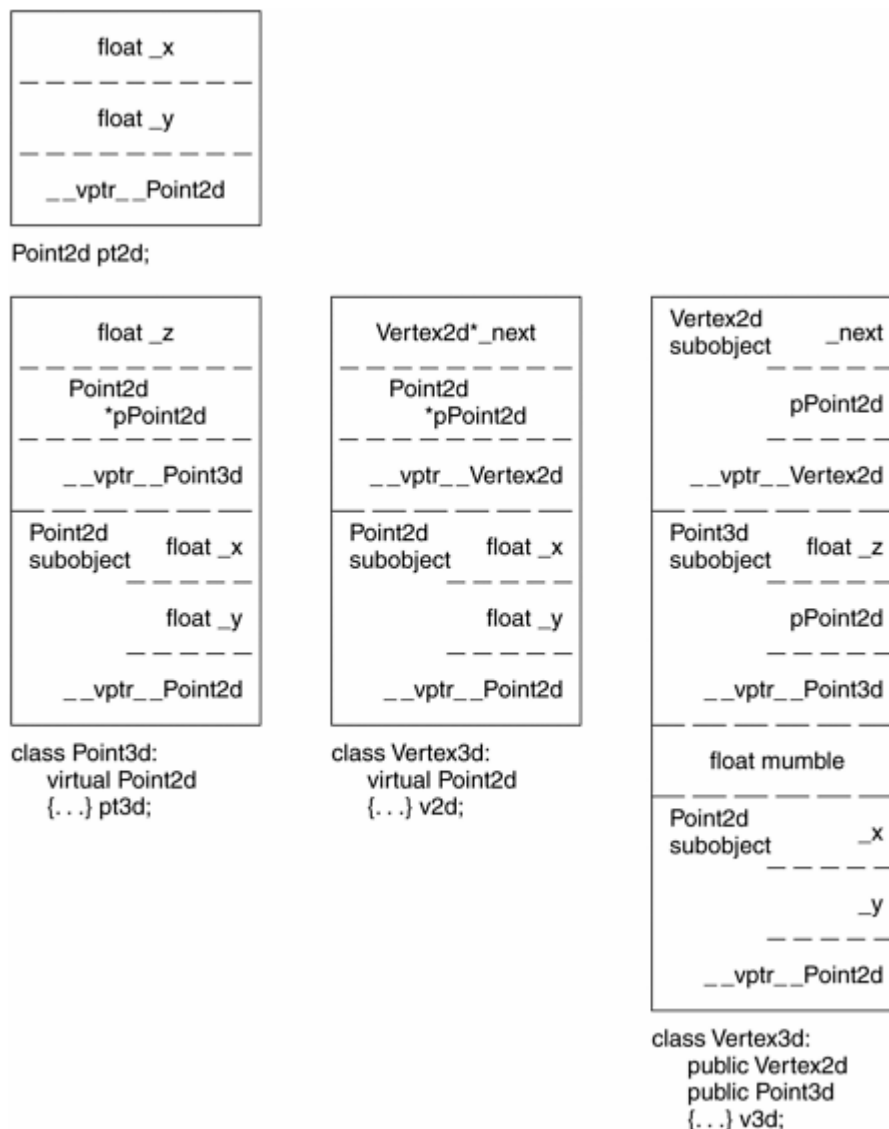 float _x
float _y
__vptr__Point2d
Point2d pt2d;
float _z
Point2d
*pPoint2d
__vptr__Point3d
Point2d
subobject float _x
float _y
__vptr__Point2d
class Point3d:
virtual Point2d
{. . .} pt3d;
Vertex2d*_next
Point2d
*pPoint2d
__vptr__Vertex2d
Point2d
subobject float _x
float _y
__vptr__Point2d
class Vertex3d:
virtual Point2d
{. . .} v2d;
Vertex2d
subobject _next
pPoint2d
__vptr__Vertex2d
Point3d
subobject float _z
pPoint2d
__vptr__Point3d
float mumble
Point2d
subobject _x
_y
__vptr__Point2d
class Vertex3d:
public Vertex2d
public Point3d
{. . .} v3d;